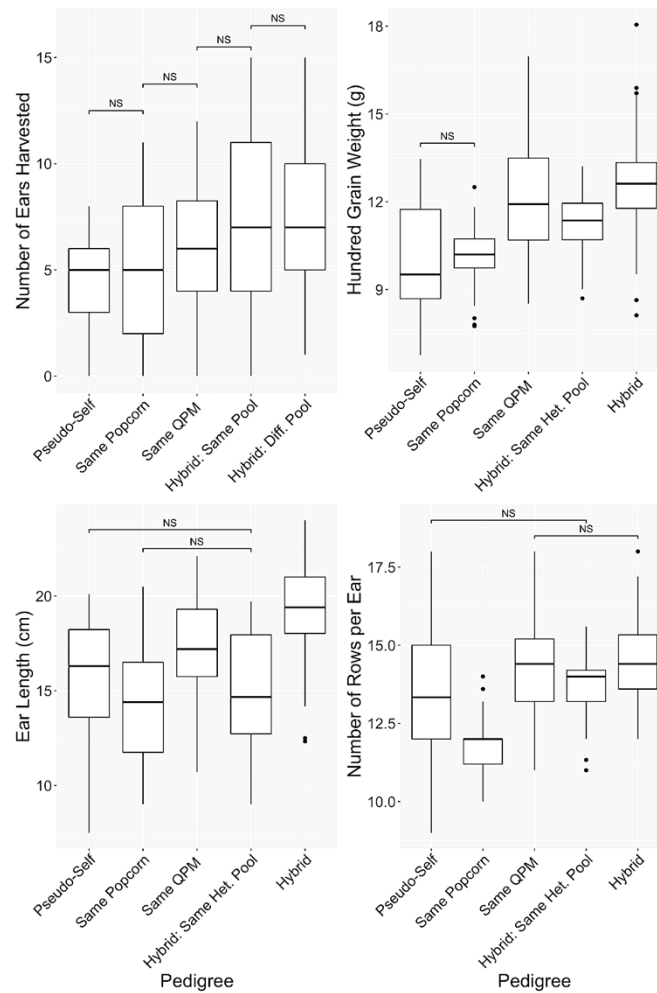 Number of Ears Harvested
15
10
5
0
NS
NS
NS
NS
Pseudo-Self
Same Popcorn
Same QPM
Hybrid: Same Pool
Hybrid: Diff. Pool
Hundred Grain Weight (g)
18
15
12
9
NS
Pseudo-Self
Same Popcorn
Same QPM
Hybrid: Same Het. Pool
Hybrid
Ear Length (cm)
20
15
10
NS
NS
Pseudo-Self
Same Popcorn
Same QPM
Hybrid: Same Het. Pool
Hybrid
Pedigree
Number of Rows per Ear
17.5
15.0
12.5
10.0
NS
NS
Pseudo-Self
Same Popcorn
Same QPM
Hybrid: Same Het. Pool
Hybrid
Pedigree